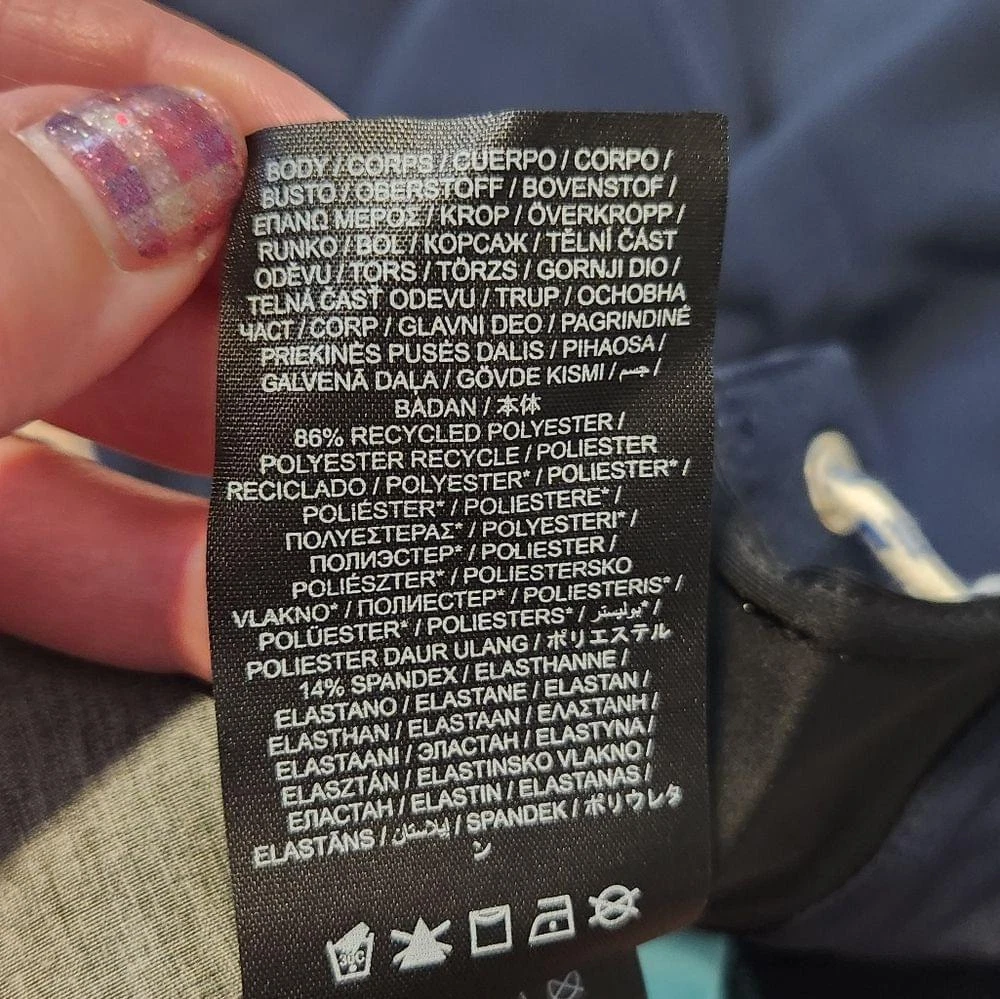 BODY / CORPS / CUERPO / CORPO /
BUSTO / OBERSTOFF / BOVENSTOF /
ΕΠΑΝΩ ΜΕΡΟΣ / KROP / ÖVERKROPP /
RUNKO / BOL / КОРСАЖ / TĚLNÍ ČÁST
ODĚVU / TORS / TÖRZS / GORNJI DIO /
TELNÁ ČASŤ ODEVU / TRUP / ОСНОВНА
ЧАСТ / CORP / GLAVNI DEO / PAGRINDINĖ
PRIEKINĖS PUSĖS DALIS / PIHAOSA /
GALVENĀ DAĻA / GÖVDE KISMI / جسم /
BADAN / 本体
86% RECYCLED POLYESTER /
POLYESTER RECYCLE / POLIESTER
RECICLADO / POLYESTER* / POLIESTER* /
POLIÉSTER* / POLIESTERE* /
ΠΟΛΥΕΣΤΕΡΑΣ* / POLYESTERI* /
ПОЛИЭСТЕР* / POLIESTER /
POLIÉSZTER* / POLIESTERSKO
VLAKNO* / ПОЛИЕСТЕР* / POLIESTERIS* /
POLÜESTER* / POLIESTERS* / بوليستر* /
POLIESTER DAUR ULANG / ポリエステル
14% SPANDEX / ELASTHANNE /
ELASTANO / ELASTANE / ELASTAN /
ELASTHAN / ELASTAAN / ΕΛΑΣΤΑΝΗ /
ELASTAANI / ЭЛАСТАН / ELASTYNA /
ELASZTÁN / ELASTINSKO VLAKNO /
ЕЛАСТАН / ELASTIN / ELASTANAS /
ELASTĀNS / إيلاستان / SPANDEK / ポリウレタ
ン
30C